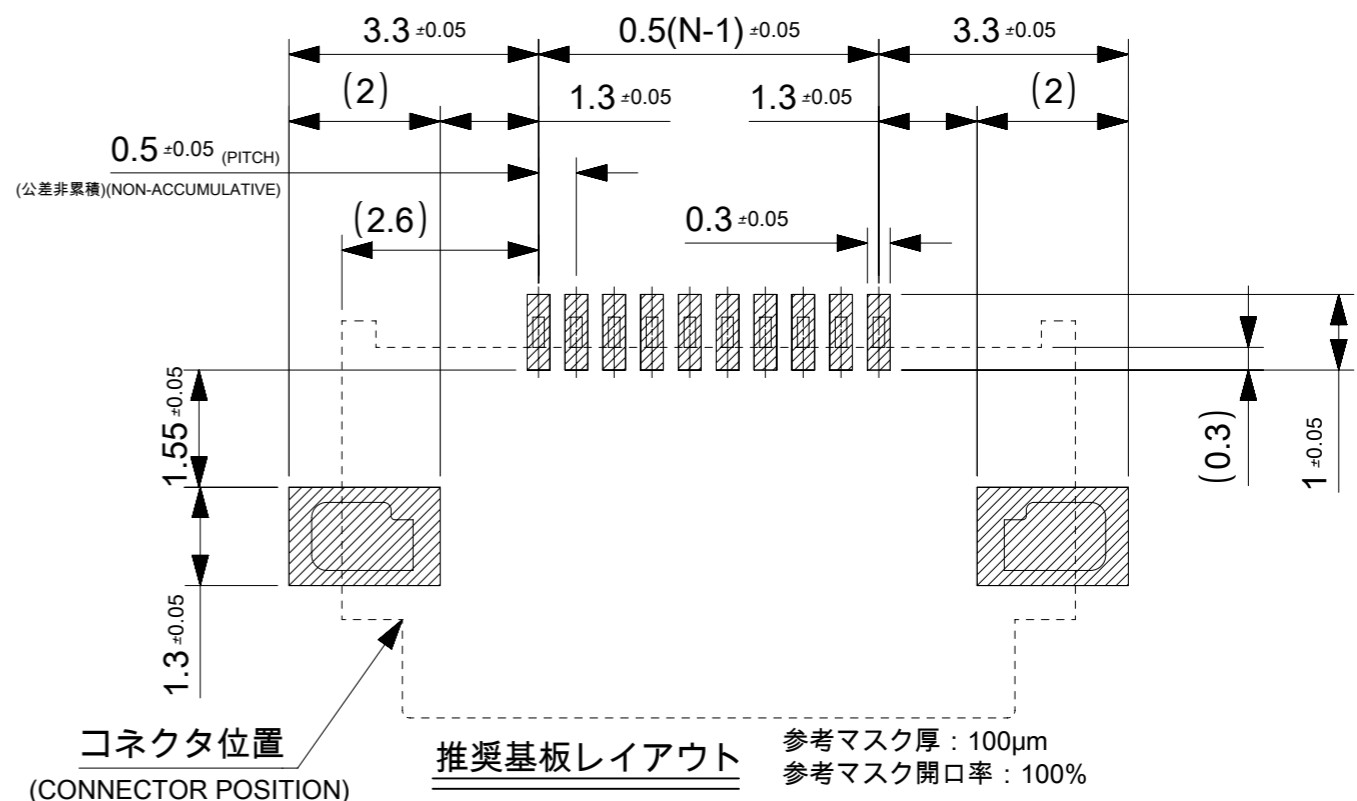 3.3 ±0.05
0.5(N-1) ±0.05
3.3 ±0.05
(2)
1.3 ±0.05
1.3 ±0.05
(2)
0.5 ±0.05 (PITCH)
(公差非累積)(NON-ACCUMULATIVE)
(2.6)
0.3 ±0.05
1.55 ±0.05
(0.3)
1 ±0.05
1.3 ±0.05
コネクタ位置
(CONNECTOR POSITION)
推奨基板レイアウト
参考マスク厚：100µm
参考マスク開口率：100%